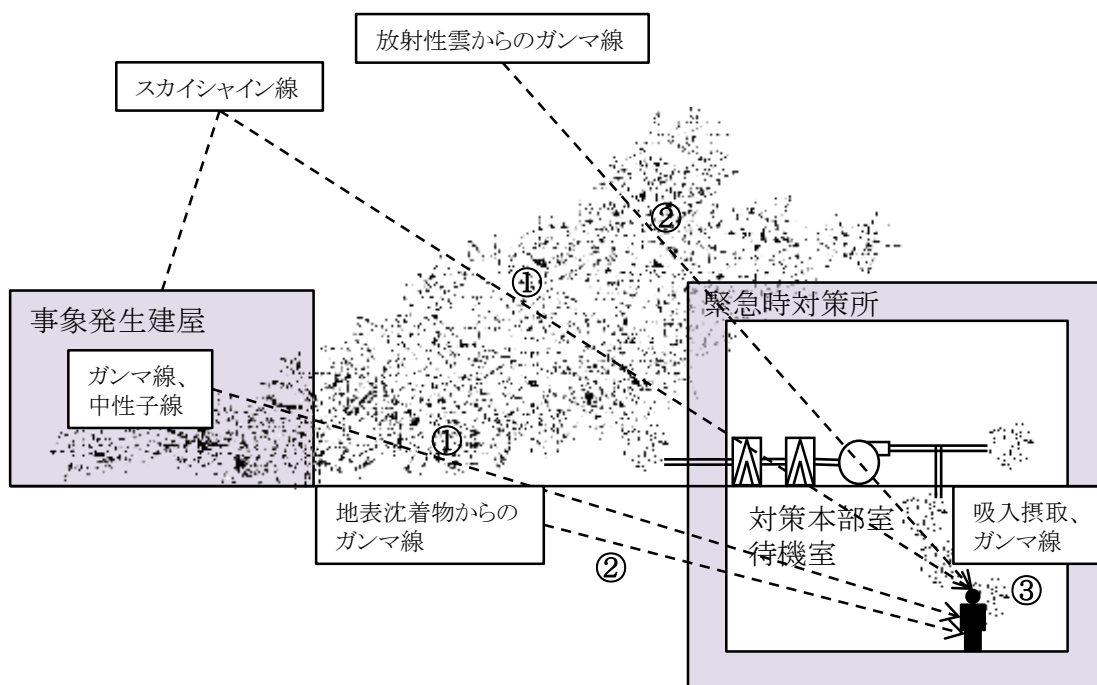 放射性雲からのガンマ線
スカイシャイン線
②
①
緊急時対策所
事象発生建屋
ガンマ線、
中性子線
①
地表沈着物からの
ガンマ線
対策本部室
待機室
吸入摂取、
ガンマ線
②
③